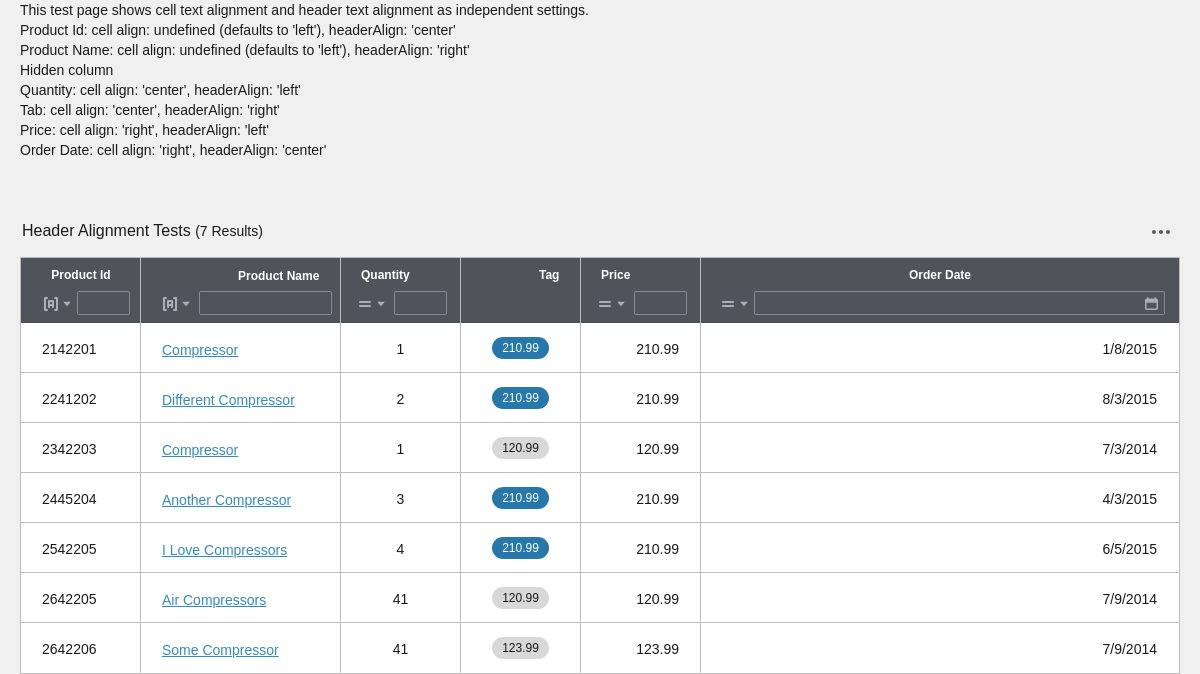 This test page shows cell text alignment and header text alignment as independent settings.
Product Id: cell align: undefined (defaults to 'left'), headerAlign: 'center'
Product Name: cell align: undefined (defaults to 'left'), headerAlign: 'right'
Hidden column
Quantity: cell align: 'center', headerAlign: 'left'
Tab: cell align: 'center', headerAlign: 'right'
Price: cell align: 'right', headerAlign: 'left'
Order Date: cell align: 'right', headerAlign: 'center'
Header Alignment Tests (7 Results)
Product Id Product Name Quantity Tag Price Order Date
2142201 Compressor 1 210.99 210.99 1/8/2015
2241202 Different Compressor 2 210.99 210.99 8/3/2015
2342203 Compressor 1 120.99 120.99 7/3/2014
2445204 Another Compressor 3 210.99 210.99 4/3/2015
2542205 I Love Compressors 4 210.99 210.99 6/5/2015
2642205 Air Compressors 41 120.99 120.99 7/9/2014
2642206 Some Compressor 41 123.99 123.99 7/9/2014